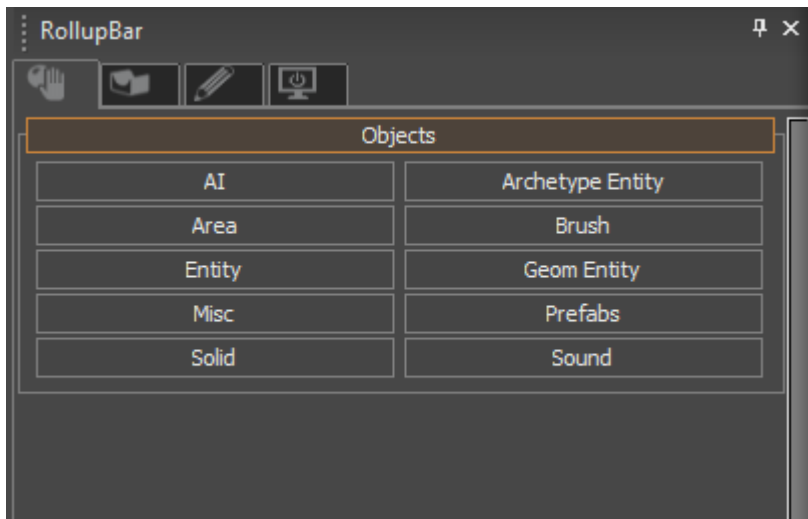 RollupBar
Objects
AI Archetype Entity
Area Brush
Entity Geom Entity
Misc Prefabs
Solid Sound